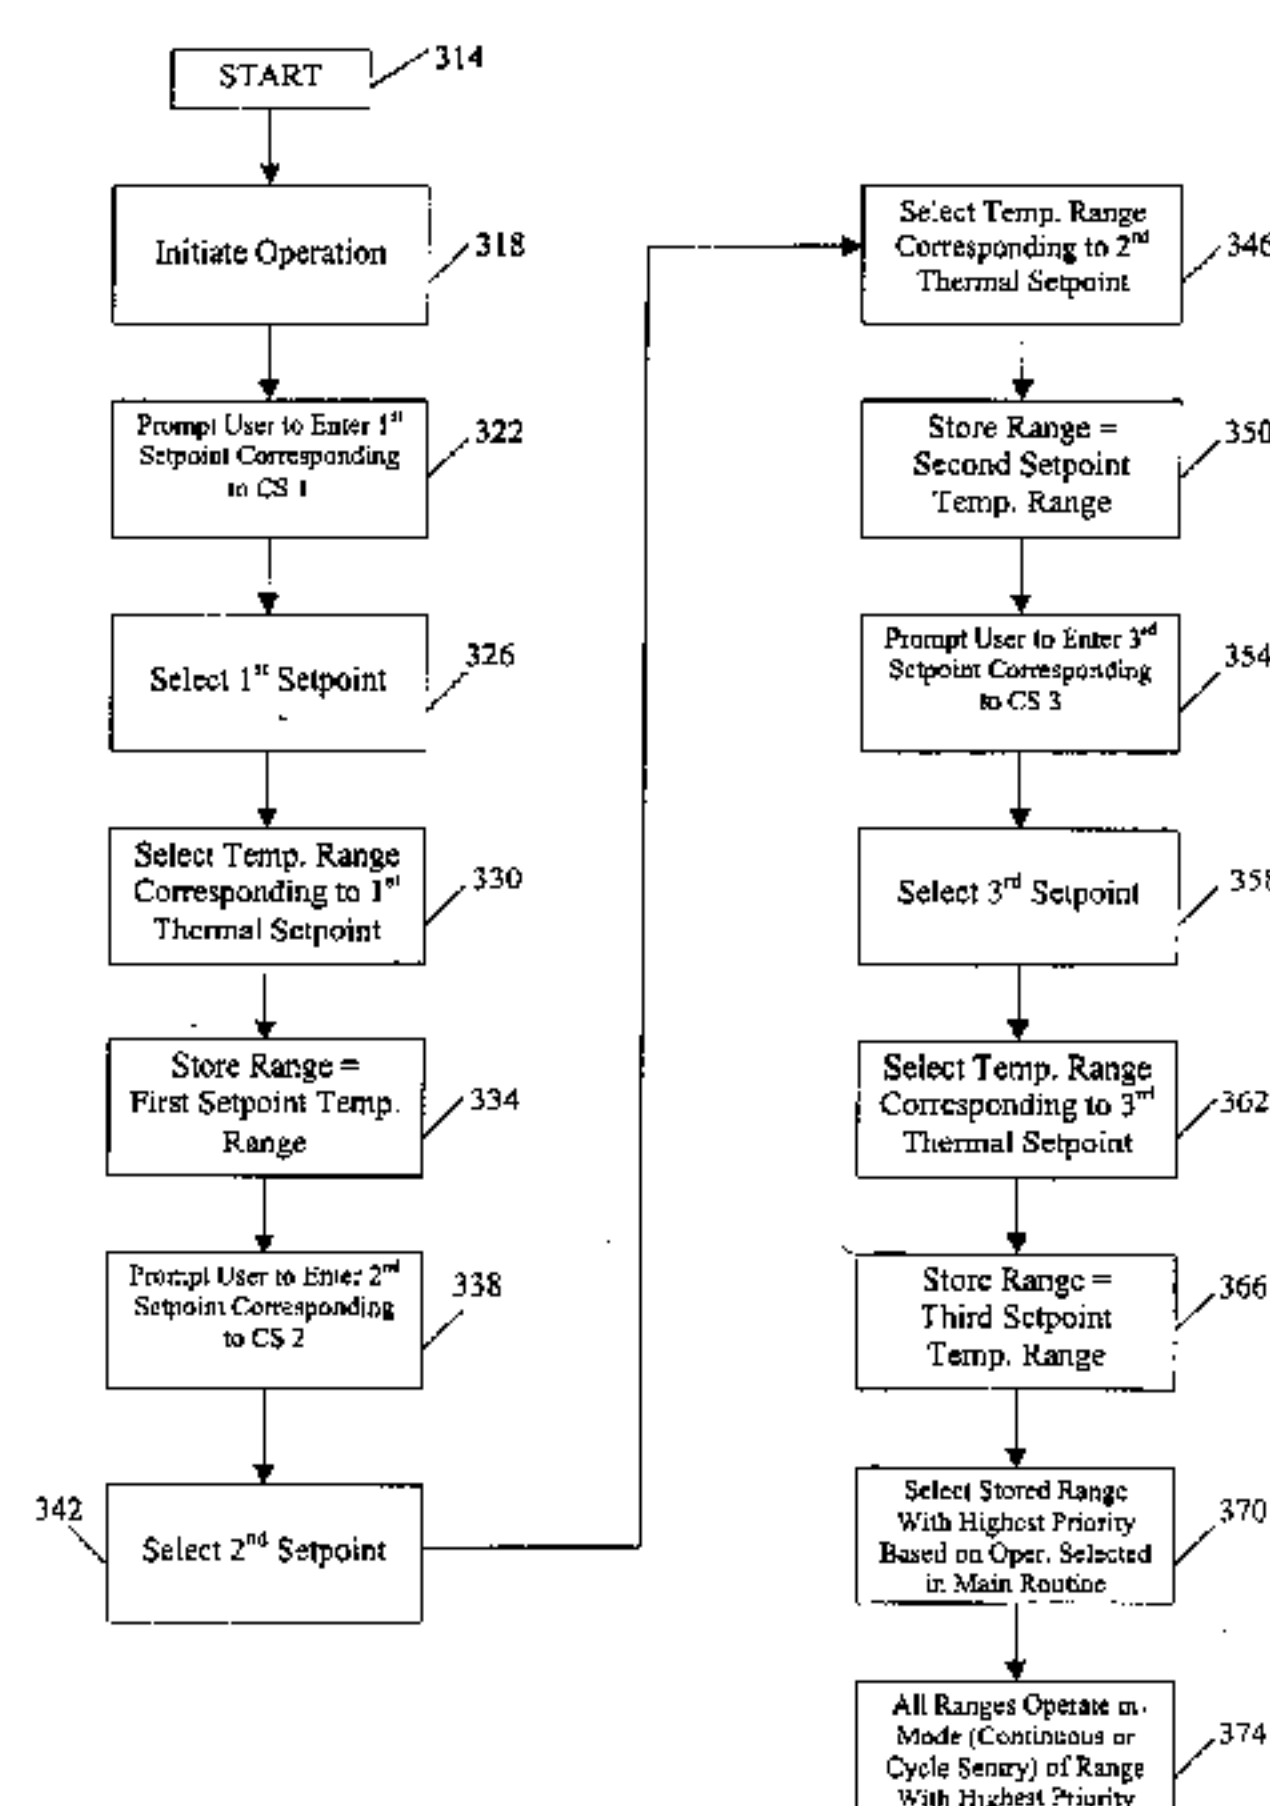 START
314
Initiate Operation
318
Prompt User to Enter 1st
Setpoint Corresponding
to CS 1
322
Select 1st Setpoint
326
Select Temp. Range
Corresponding to 1st
Thermal Setpoint
330
Store Range =
First Setpoint Temp.
Range
334
Prompt User to Enter 2nd
Setpoint Corresponding
to CS 2
338
342
Select 2nd Setpoint
Select Temp. Range
Corresponding to 2nd
Thermal Setpoint
346
Store Range =
Second Setpoint
Temp. Range
350
Prompt User to Enter 3rd
Setpoint Corresponding
to CS 3
354
Select 3rd Setpoint
358
Select Temp. Range
Corresponding to 3rd
Thermal Setpoint
362
Store Range =
Third Setpoint
Temp. Range
366
Select Stored Range
With Highest Priority
Based on Oper. Selected
in Main Routine
370
All Ranges Operate in
Mode (Continuous or
Cycle Sentry) of Range
With Highest Priority
374